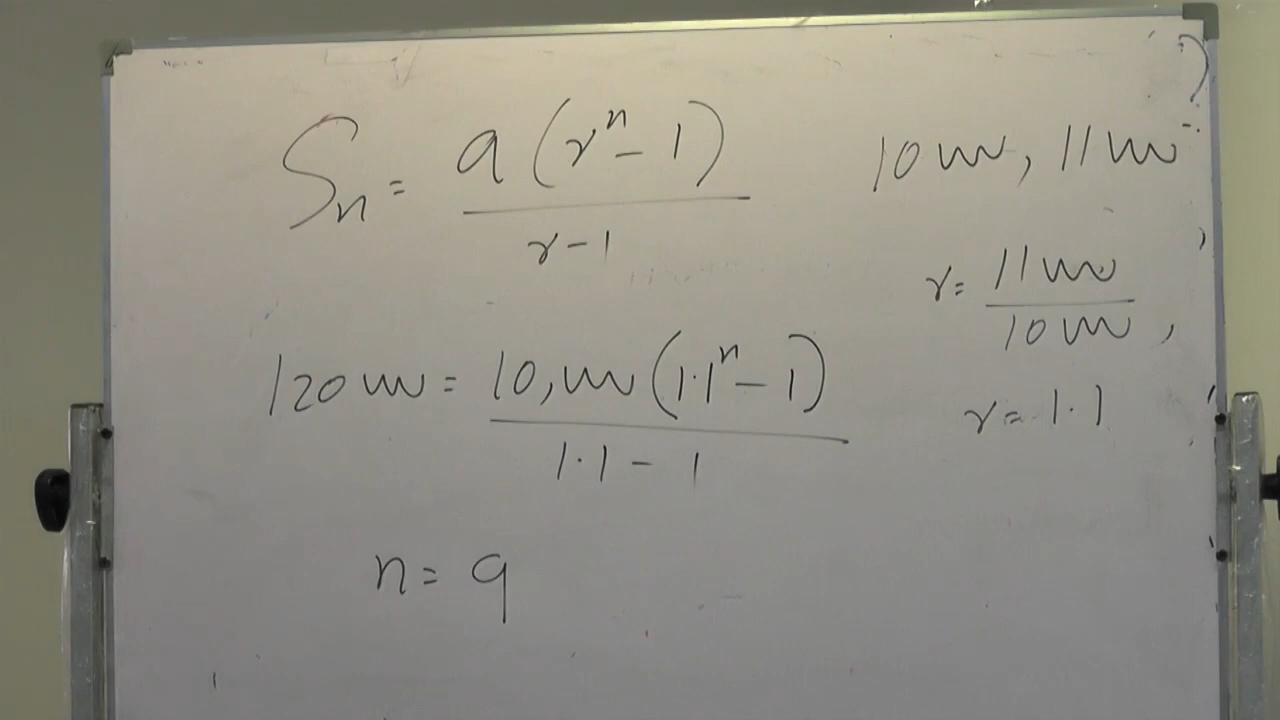 Sn = a(r^n - 1) / r - 1
10m, 11m
r = 11m / 10m,
120m = 10,m(1·1^n - 1) / 1·1 - 1
r = 1·1
n = 9